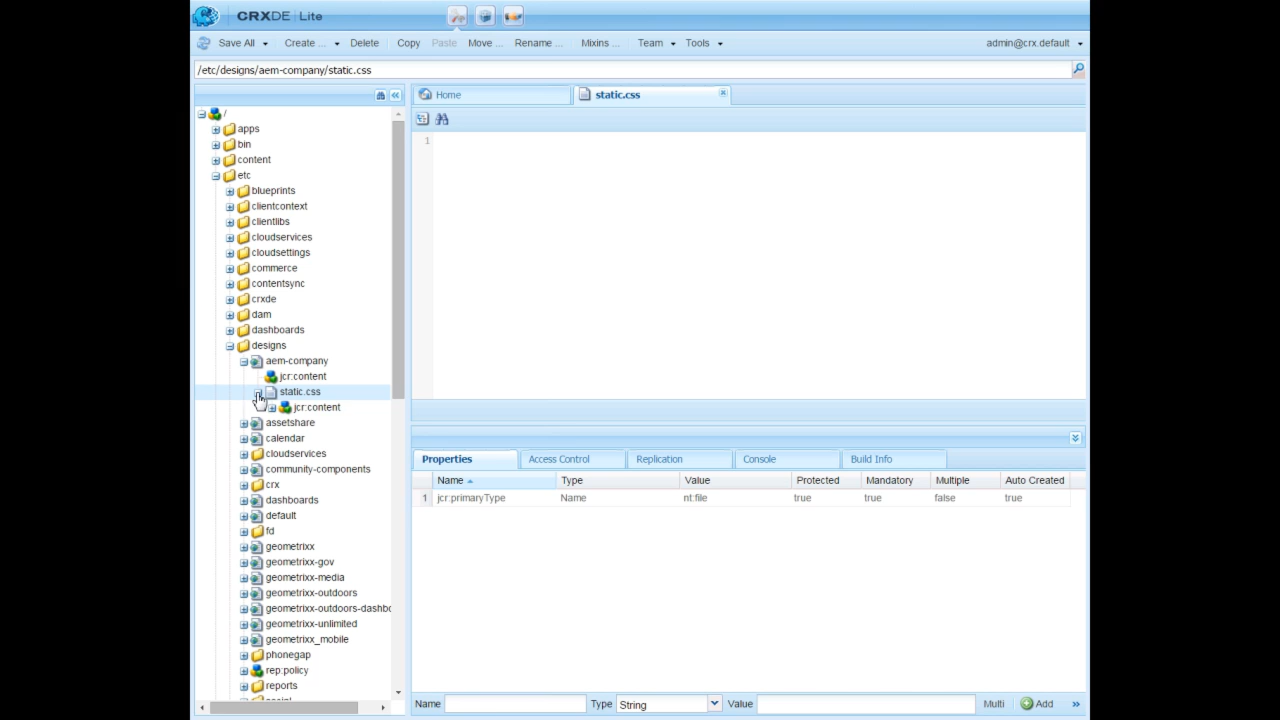 CRXDE | Lite
Save All Create ... Delete Copy Paste Move ... Rename ... Mixins ... Team Tools admin@crx.default
/etc/designs/aem-company/static.css
Home static.css
/
apps
bin
content
etc
blueprints
clientcontext
clientlibs
cloudservices
cloudsettings
commerce
contentsync
crxde
dam
dashboards
designs
aem-company
jcr:content
static.css
jcr:content
assetshare
calendar
cloudservices
community-components
crx
dashboards
default
fd
geometrixx
geometrixx-gov
geometrixx-media
geometrixx-outdoors
geometrixx-outdoors-dashbo
geometrixx-unlimited
geometrixx_mobile
phonegap
rep:policy
reports
1
Properties Access Control Replication Console Build Info
Name Type Value Protected Mandatory Multiple Auto Created
1 jcr:primaryType Name nt:file true true false true
Name Type String Value Multi Add »